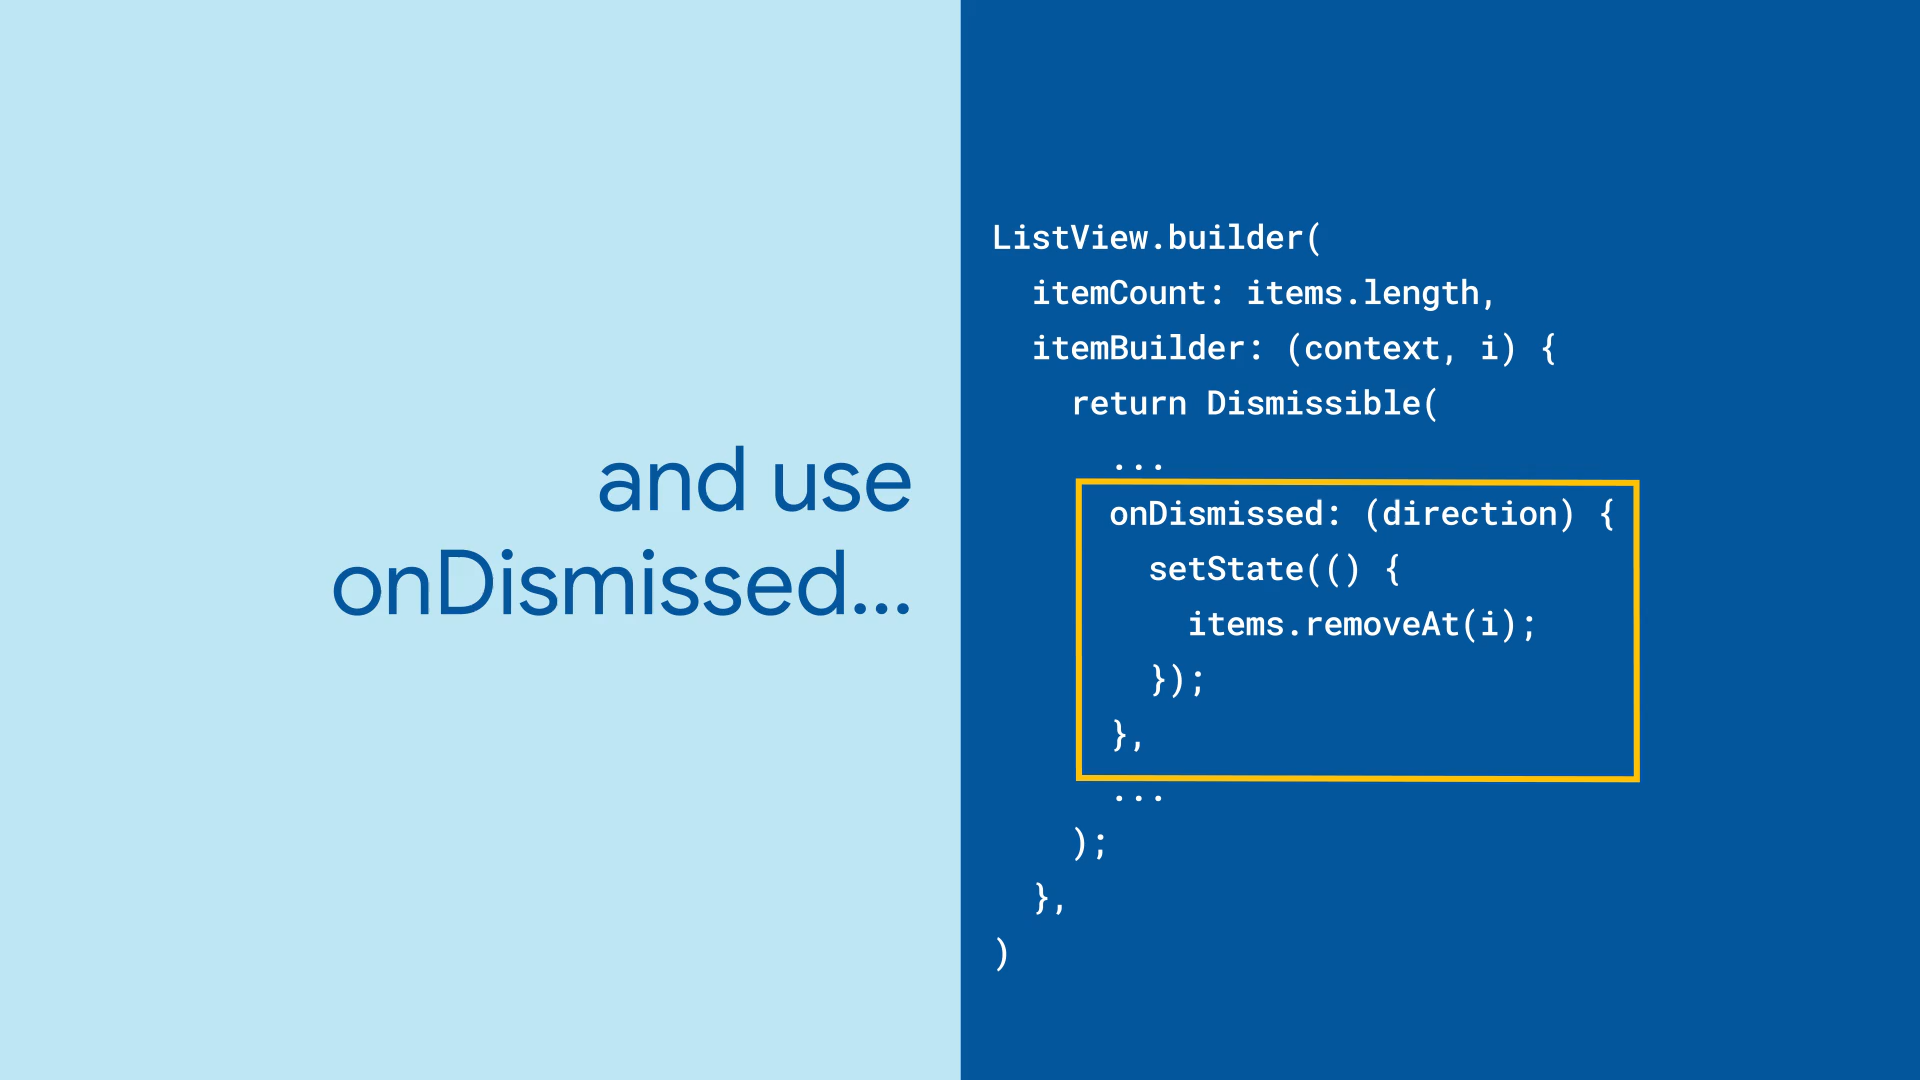 and use
onDismissed...
ListView.builder(
  itemCount: items.length,
  itemBuilder: (context, i) {
    return Dismissible(
      ...
      onDismissed: (direction) {
        setState(() {
          items.removeAt(i);
        });
      },
      ...
    );
  },
)